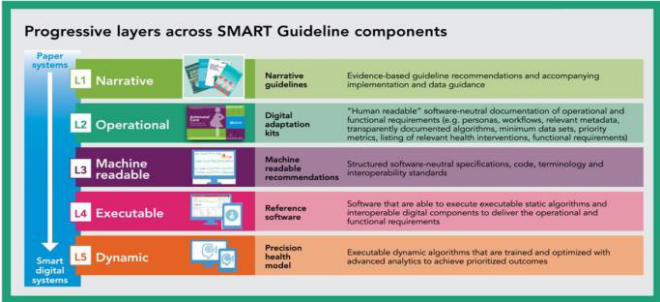 Progressive layers across SMART Guideline components
Paper
systems
L1 Narrative
Narrative
guidelines
Evidence-based guideline recommendations and accompanying
implementation and data guidance
L2 Operational
Digital
adaptation
kits
“Human readable” software-neutral documentation of operational and
functional requirements (e.g. personas, workflows, relevant metadata,
transparently documented algorithms, minimum data sets, priority
metrics, listing of relevant health interventions, functional requirements)
L3 Machine
readable
Machine
readable
recommendations
Structured software-neutral specifications, code, terminology and
interoperability standards
L4 Executable
Reference
software
Software that are able to execute executable static algorithms and
interoperable digital components to deliver the operational and
functional requirements
L5 Dynamic
Precision
health
model
Executable dynamic algorithms that are trained and optimized with
advanced analytics to achieve prioritized outcomes
Smart
digital
systems